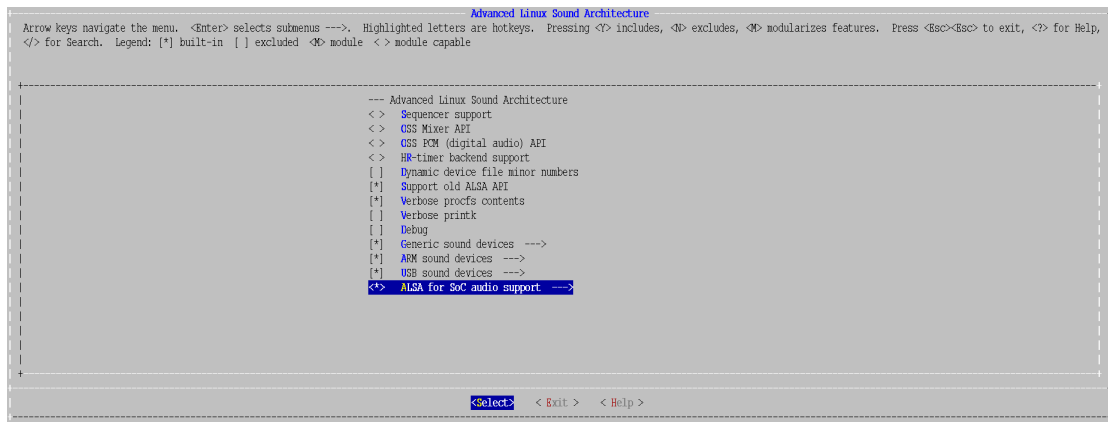 Advanced Linux Sound Architecture
Arrow keys navigate the menu.  <Enter> selects submenus --->.  Highlighted letters are hotkeys.  Pressing <Y> includes, <N> excludes, <M> modularizes features.  Press <Esc><Esc> to exit, <?> for Help,
</> for Search.  Legend: [*] built-in  [ ] excluded  <M> module  < > module capable
--- Advanced Linux Sound Architecture
< >   Sequencer support
< >   OSS Mixer API
< >   OSS PCM (digital audio) API
< >   HR-timer backend support
[ ]   Dynamic device file minor numbers
[*]   Support old ALSA API
[*]   Verbose procfs contents
[ ]   Verbose printk
[ ]   Debug
[*]   Generic sound devices  --->
[*]   ARM sound devices  --->
[*]   USB sound devices  --->
<*>   ALSA for SoC audio support  --->
<Select>    < Exit >    < Help >